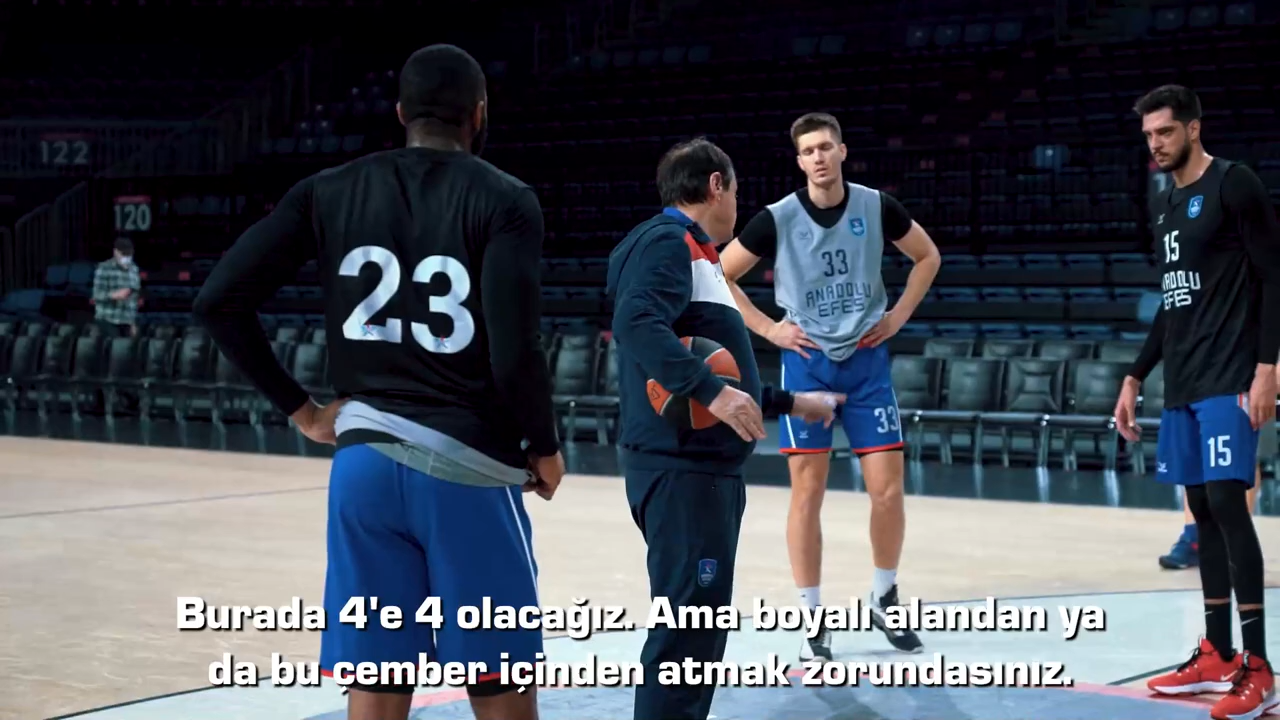 122
120
23
33
ANADOLU
EFES
33
15
ANADOLU
EFES
15
Burada 4'e 4 olacağız. Ama boyalı alandan ya
da bu çember içinden atmak zorundasınız.